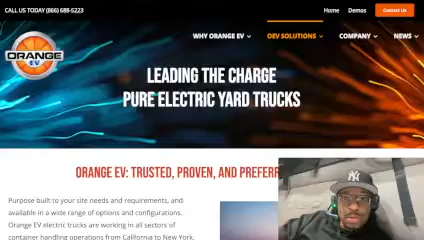 CALL US TODAY (866) 688-5223
Home Demos Contact Us
WHY ORANGE EV OEV SOLUTIONS COMPANY NEWS
ORANGE
EV
LEADING THE CHARGE
PURE ELECTRIC YARD TRUCKS
ORANGE EV: TRUSTED, PROVEN, AND PREFERR
Purpose built to your site needs and requirements, and
available in a wide range of options and configurations.
Orange EV electric trucks are working in all sectors of
container handling operations from California to New York,
NY